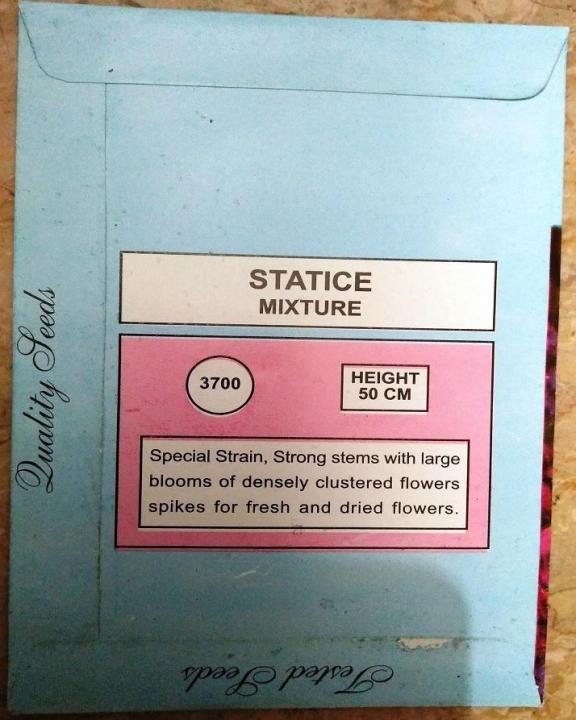 STATICE
MIXTURE
3700
HEIGHT
50 CM
Special Strain, Strong stems with large
blooms of densely clustered flowers
spikes for fresh and dried flowers.
Quality Seeds
Tested Seeds